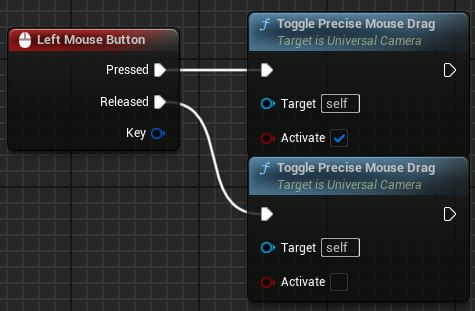 Left Mouse Button
Pressed
Released
Key
Toggle Precise Mouse Drag
Target is Universal Camera
Target self
Activate
Toggle Precise Mouse Drag
Target is Universal Camera
Target self
Activate